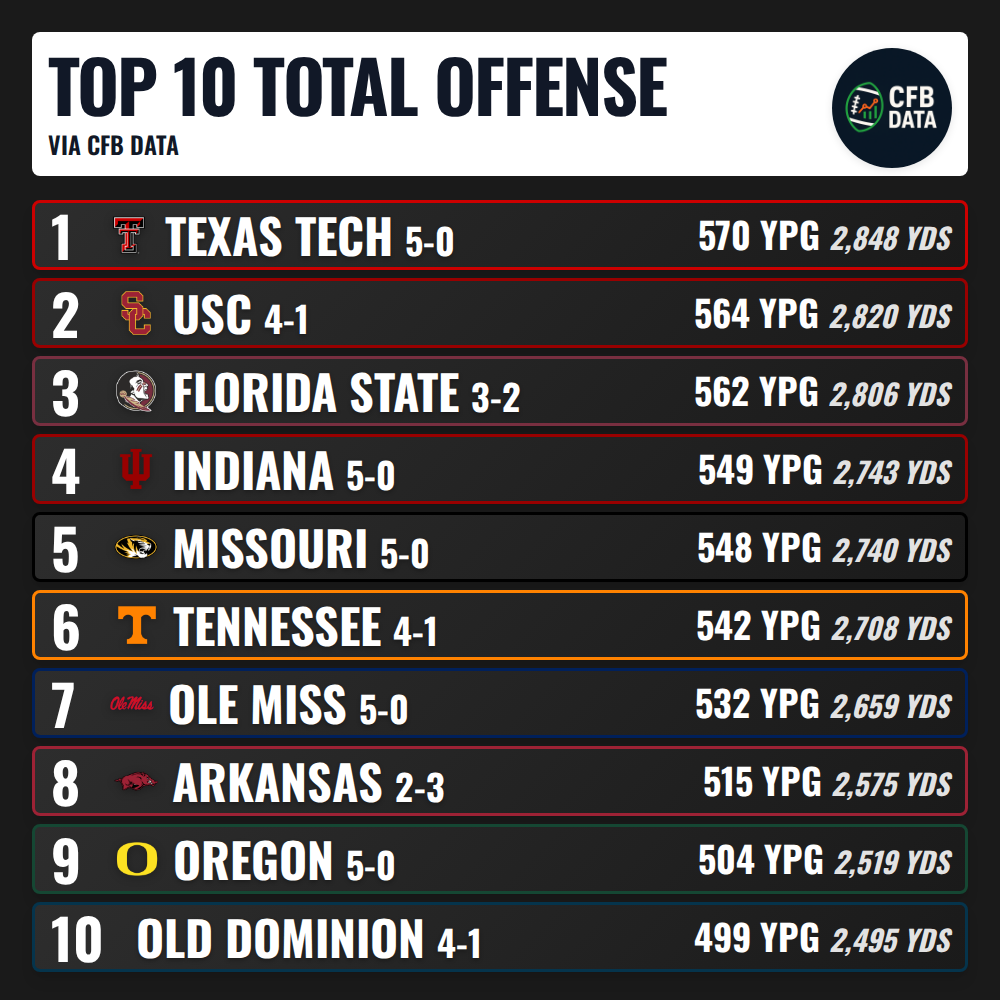 TOP 10 TOTAL OFFENSE
VIA CFB DATA
CFB
DATA
1 TEXAS TECH 5-0 570 YPG 2,848 YDS
2 USC 4-1 564 YPG 2,820 YDS
3 FLORIDA STATE 3-2 562 YPG 2,806 YDS
4 INDIANA 5-0 549 YPG 2,743 YDS
5 MISSOURI 5-0 548 YPG 2,740 YDS
6 T TENNESSEE 4-1 542 YPG 2,708 YDS
7 Ole Miss OLE MISS 5-0 532 YPG 2,659 YDS
8 ARKANSAS 2-3 515 YPG 2,575 YDS
9 O OREGON 5-0 504 YPG 2,519 YDS
10 OLD DOMINION 4-1 499 YPG 2,495 YDS